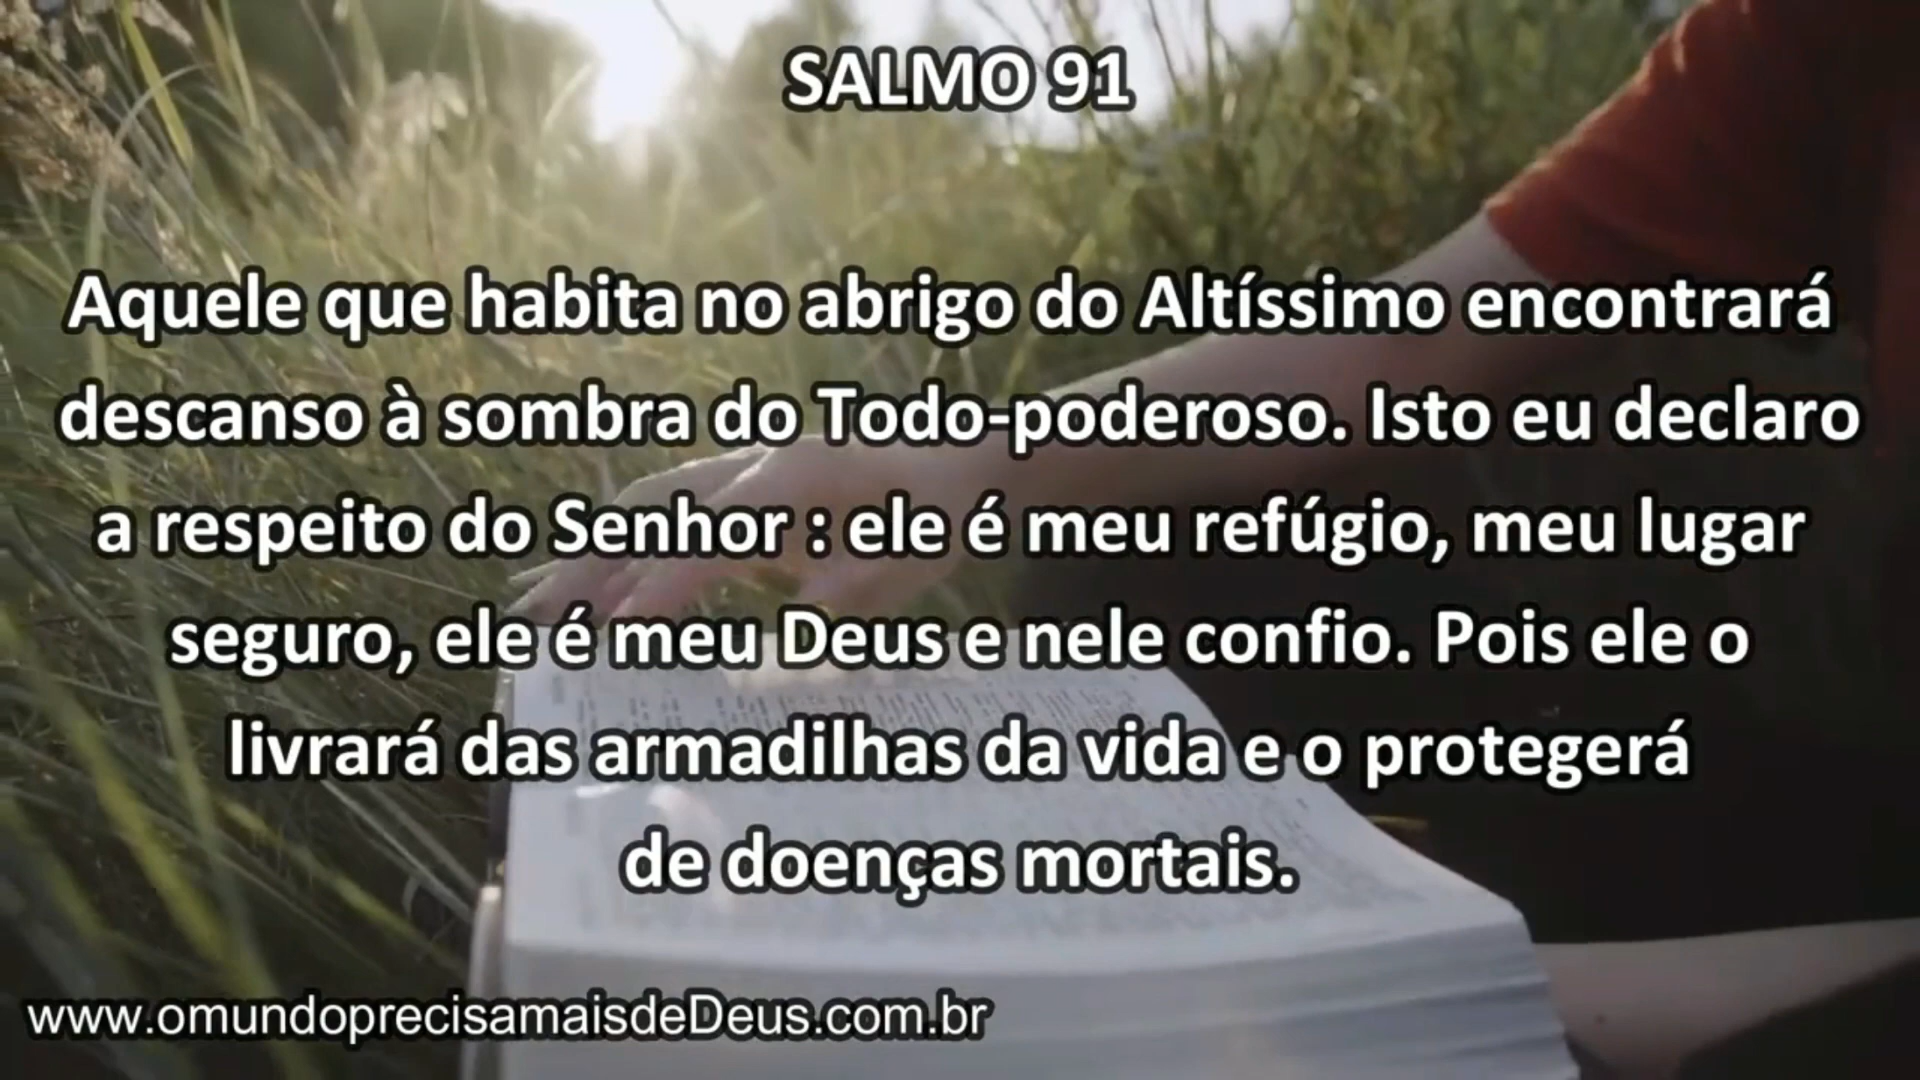 SALMO 91
Aquele que habita no abrigo do Altíssimo encontrará
descanso à sombra do Todo-poderoso. Isto eu declaro
a respeito do Senhor : ele é meu refúgio, meu lugar
seguro, ele é meu Deus e nele confio. Pois ele o
livrará das armadilhas da vida e o protegerá
de doenças mortais.
www.omundoprecisamaisdeDeus.com.br